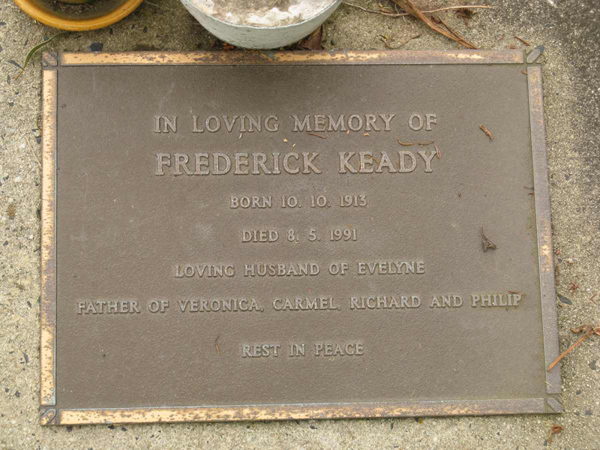 IN LOVING MEMORY OF
FREDERICK KEADY
BORN 10. 10. 1913
DIED 8. 5. 1991
LOVING HUSBAND OF EVELYNE
FATHER OF VERONICA, CARMEL, RICHARD AND PHILIP
REST IN PEACE